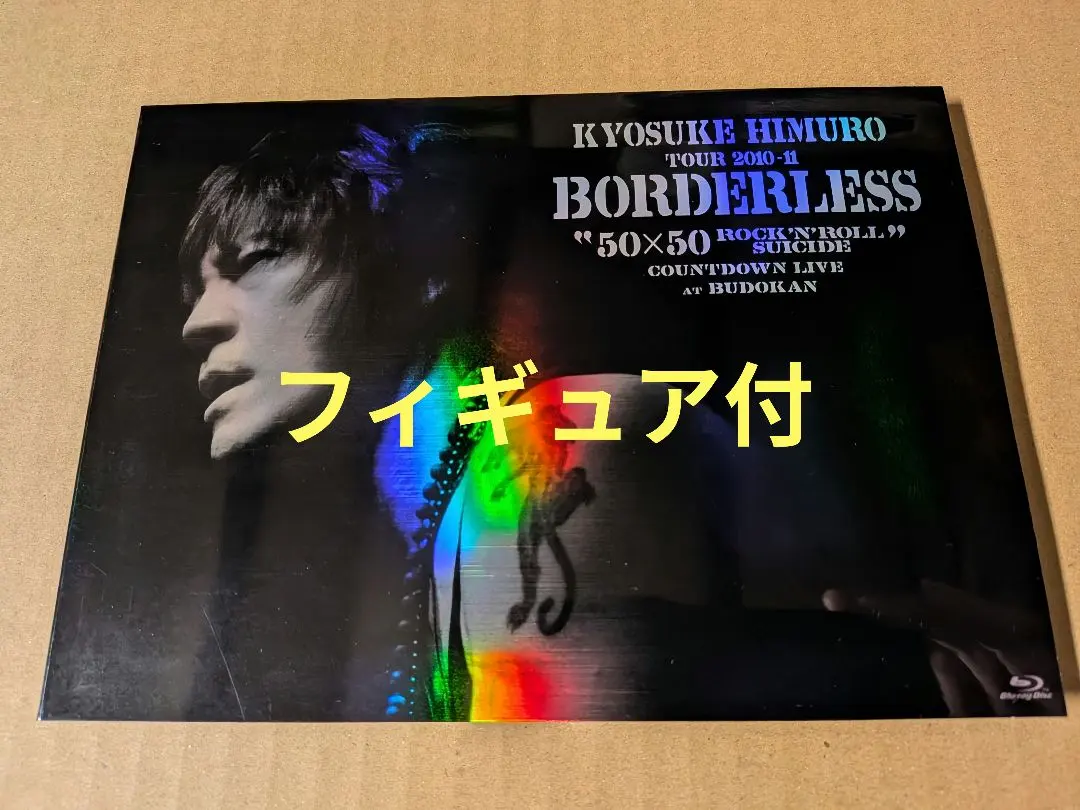 KYOSUKE HIMURO
TOUR 2010-11
BORDERLESS
“50×50 ROCK'N'ROLL SUICIDE”
COUNTDOWN LIVE
AT BUDOKAN
フィギュア付
Blu-ray Disc